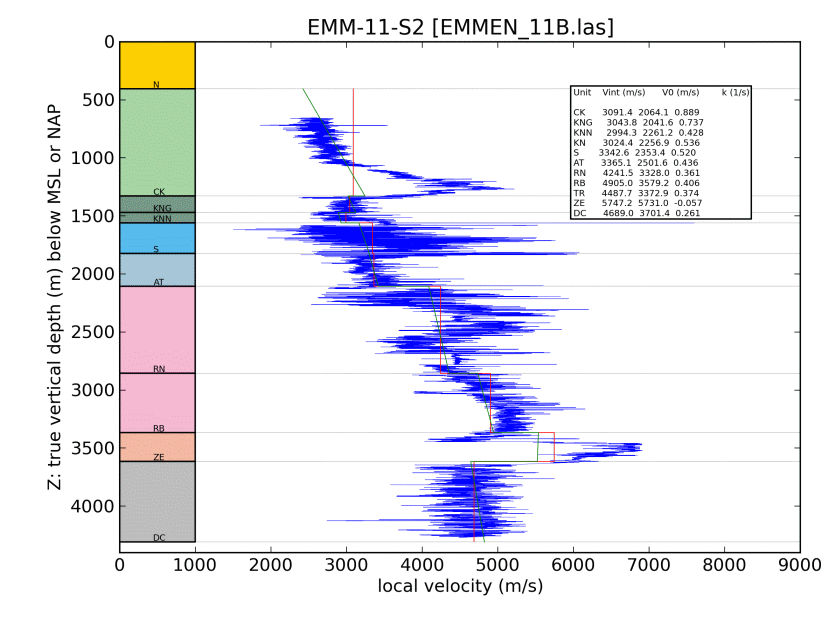 EMM-11-S2 [EMMEN_11B.las]
Z: true vertical depth (m) below MSL or NAP
0
500
1000
1500
2000
2500
3000
3500
4000
N
CK
KNG
KNN
S
AT
RN
RB
ZE
DC
Unit Vint (m/s) V0 (m/s) k (1/s)
CK 3091.4 2064.1 0.889
KNG 3043.8 2041.6 0.737
KNN 2994.3 2261.2 0.428
KN 3024.4 2256.9 0.536
S 3342.6 2353.4 0.520
AT 3365.1 2501.6 0.436
RN 4241.5 3328.0 0.361
RB 4905.0 3579.2 0.406
TR 4487.7 3372.9 0.374
ZE 5747.2 5731.0 -0.057
DC 4689.0 3701.4 0.261
0 1000 2000 3000 4000 5000 6000 7000 8000 9000
local velocity (m/s)